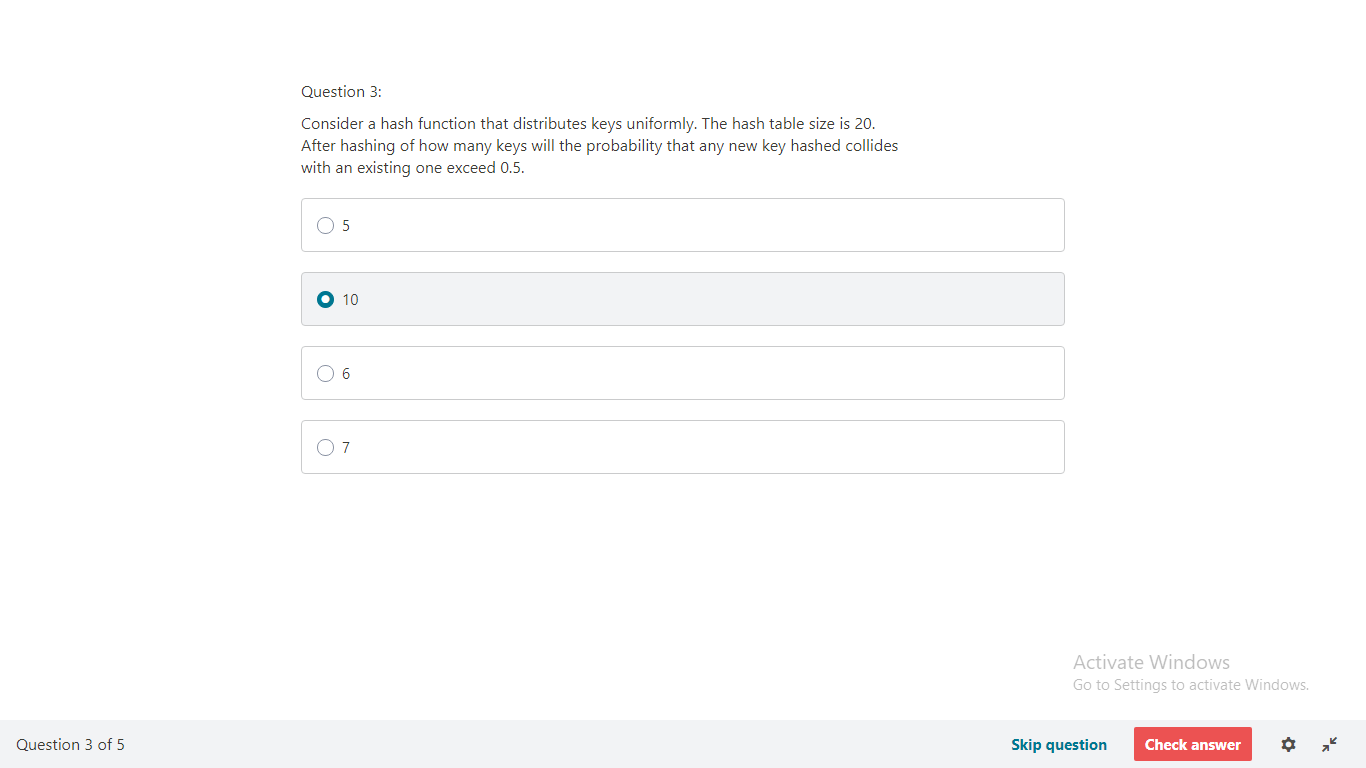 Question 3:
Consider a hash function that distributes keys uniformly. The hash table size is 20.
After hashing of how many keys will the probability that any new key hashed collides
with an existing one exceed 0.5.
5
10
6
7
Activate Windows
Go to Settings to activate Windows.
Question 3 of 5
Skip question
Check answer